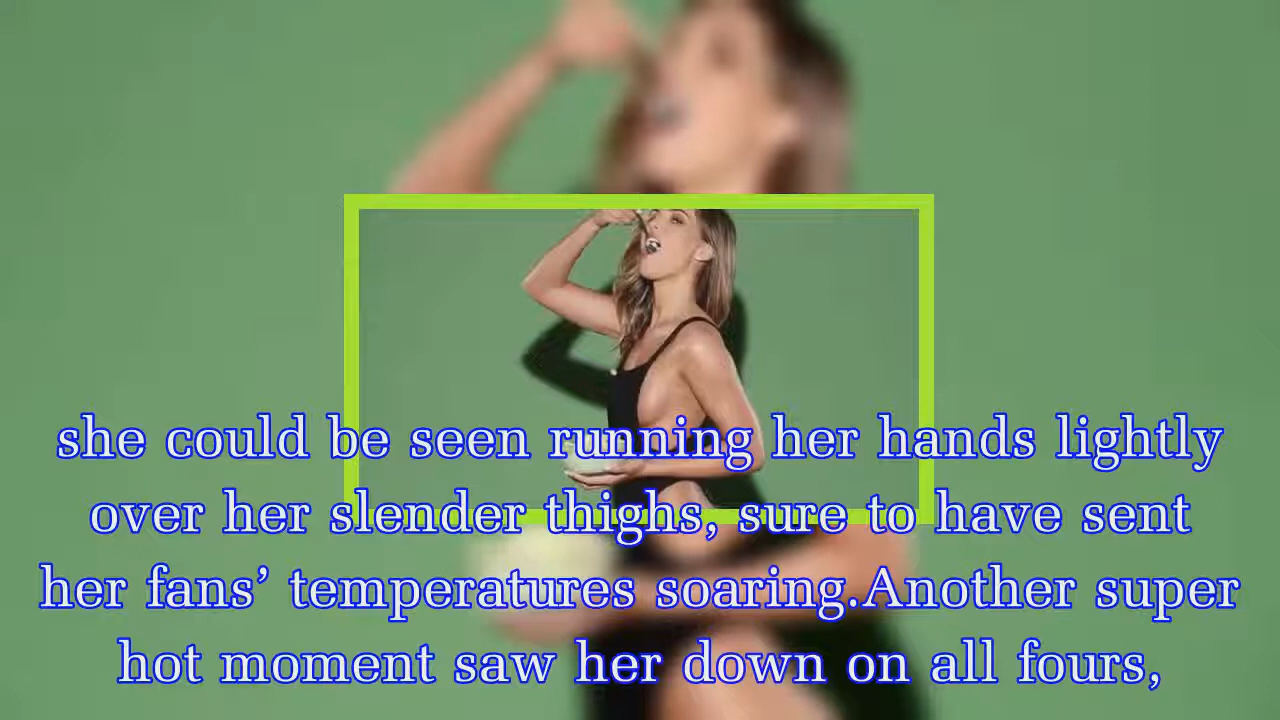 she could be seen running her hands lightly
over her slender thighs, sure to have sent
her fans’ temperatures soaring.Another super
hot moment saw her down on all fours,